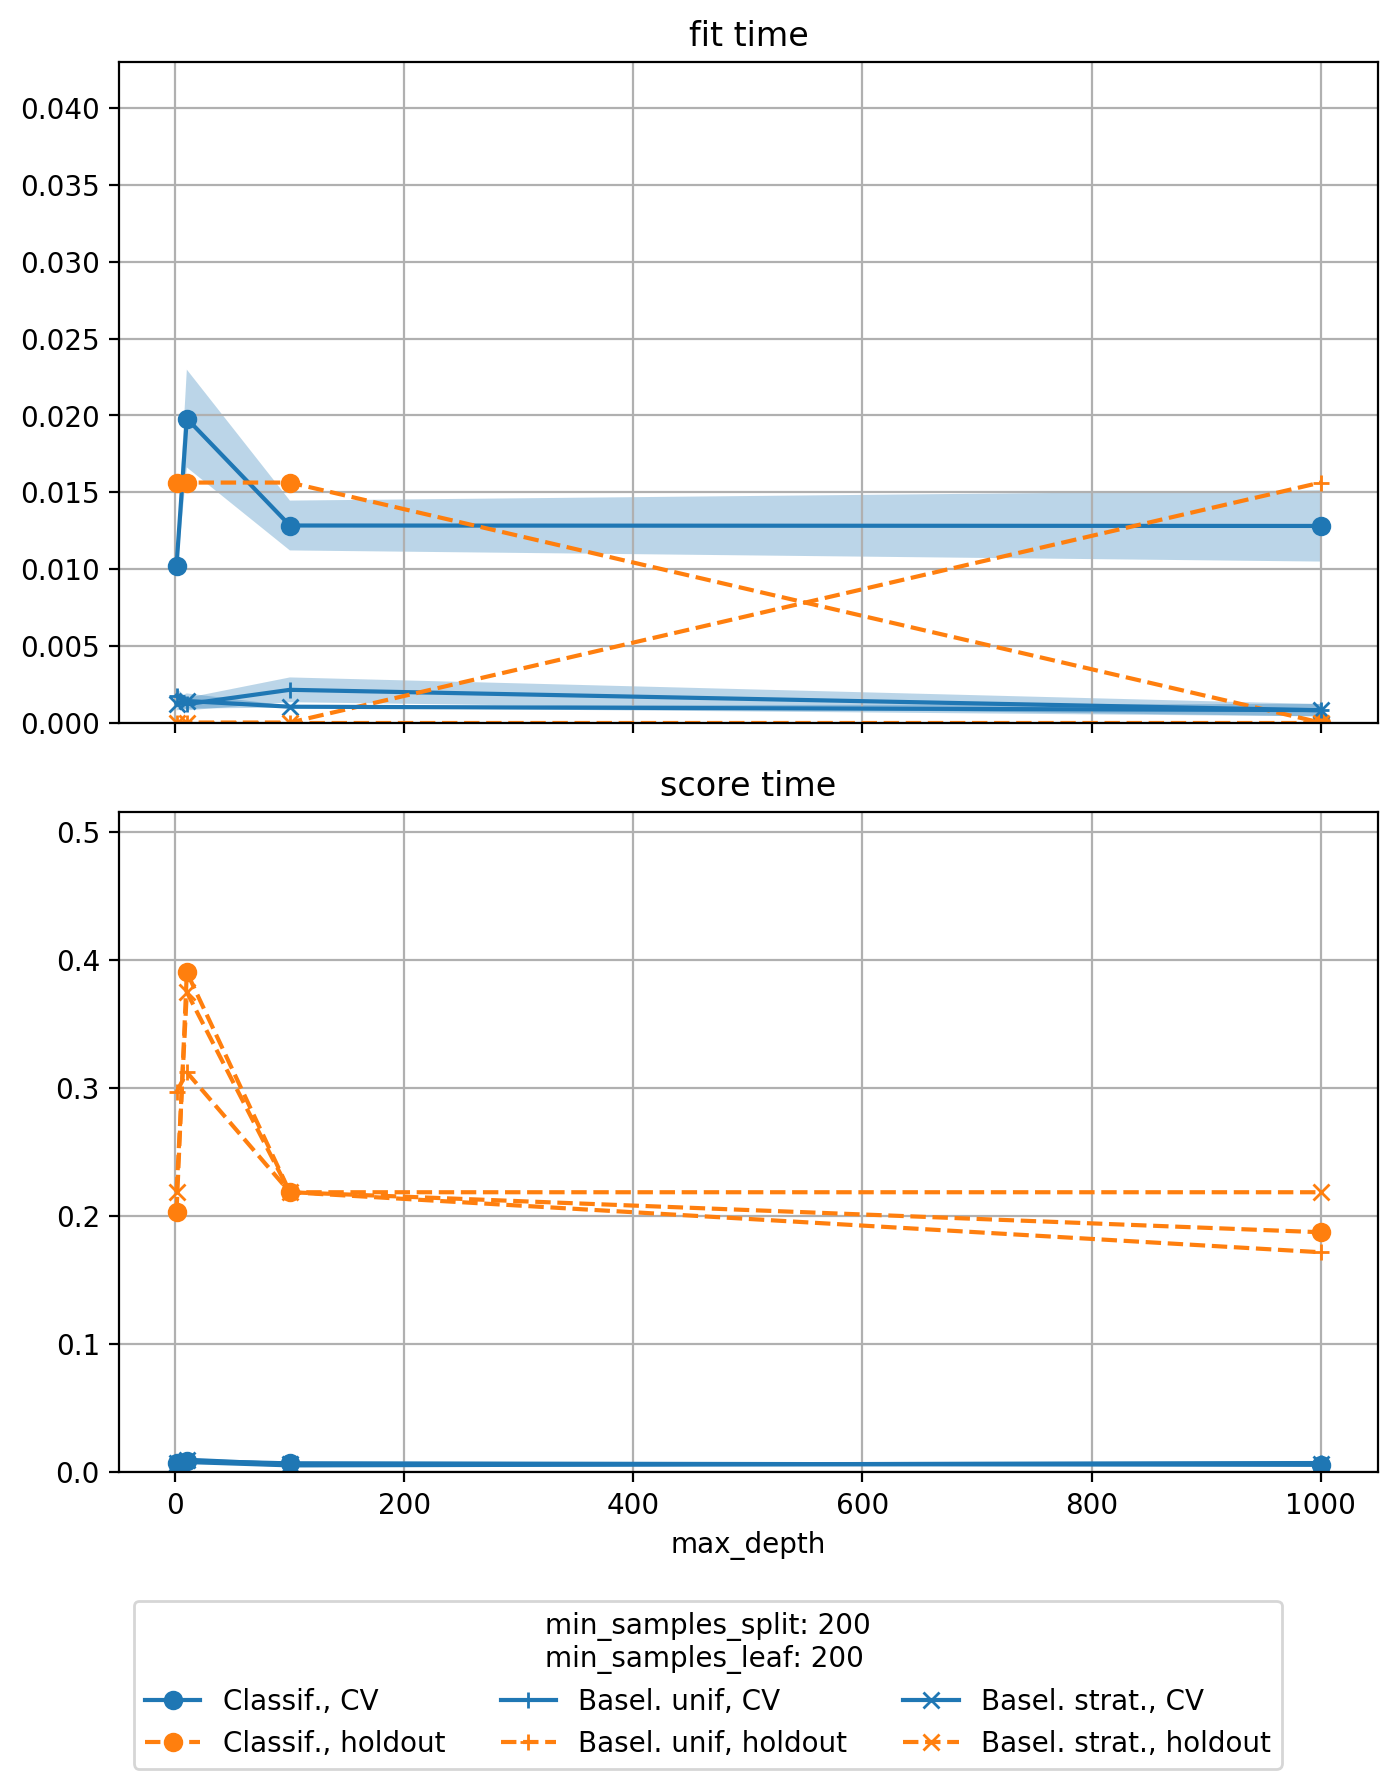 fit time
0.040
0.035
0.030
0.025
0.020
0.015
0.010
0.005
0.000
score time
0.5
0.4
0.3
0.2
0.1
0.0
0 200 400 600 800 1000
max_depth
min_samples_split: 200
min_samples_leaf: 200
Classif., CV Basel. unif, CV Basel. strat., CV
Classif., holdout Basel. unif, holdout Basel. strat., holdout